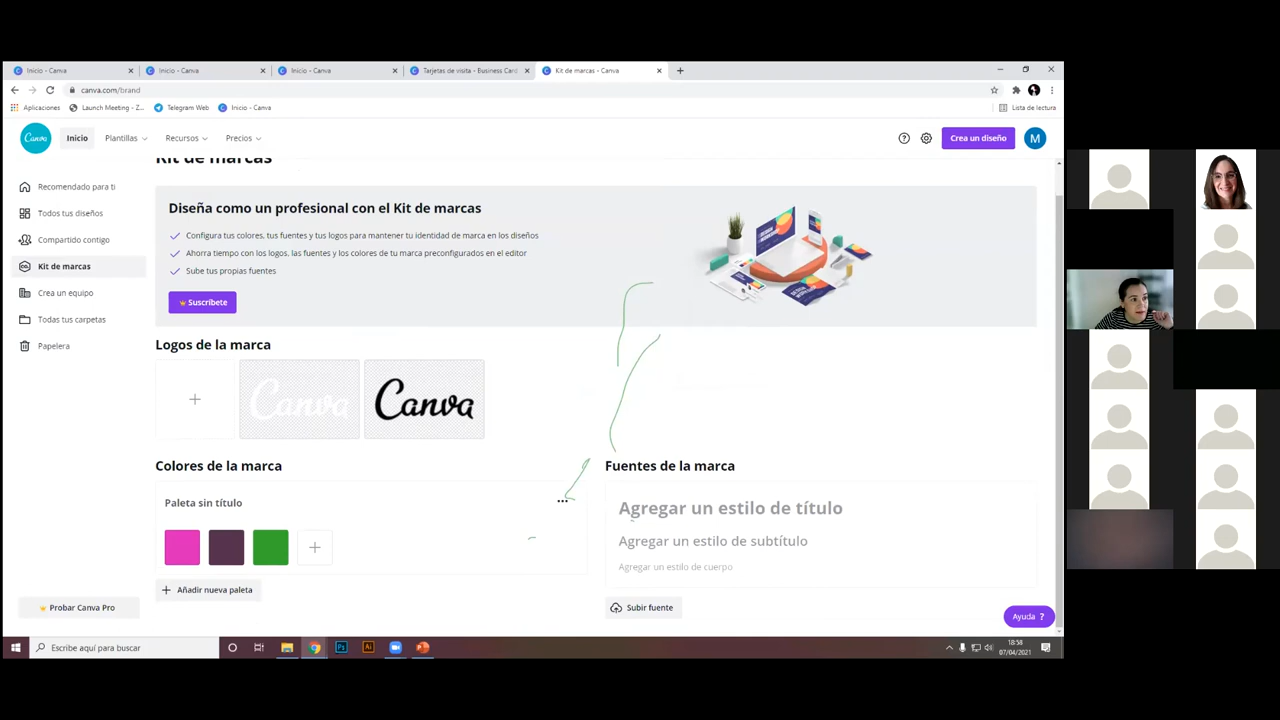 Inicio - Canva
Inicio - Canva
Inicio - Canva
Tarjetas de visita - Business Card
Kit de marcas - Canva
canva.com/brand
Aplicaciones
Launch Meeting - Z...
Telegram Web
Inicio - Canva
Lista de lectura
Canva
Inicio
Plantillas
Recursos
Precios
Crea un diseño
M
Kit de marcas
Recomendado para ti
Todos tus diseños
Compartido contigo
Kit de marcas
Crea un equipo
Todas tus carpetas
Papelera
Probar Canva Pro
Diseña como un profesional con el Kit de marcas
Configura tus colores, tus fuentes y tus logos para mantener tu identidad de marca en los diseños
Ahorra tiempo con los logos, las fuentes y los colores de tu marca preconfigurados en el editor
Sube tus propias fuentes
Suscríbete
Logos de la marca
Canva
Canva
Colores de la marca
Paleta sin título
Añadir nueva paleta
Fuentes de la marca
Agregar un estilo de título
Agregar un estilo de subtítulo
Agregar un estilo de cuerpo
Subir fuente
Ayuda ?
Escribe aquí para buscar
Ps
Ai
18:58
07/04/2021